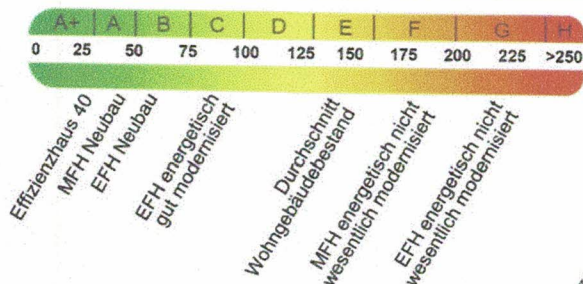 A+ A B C D E F G H
0 25 50 75 100 125 150 175 200 225 >250
Effizienzhaus 40
MFH Neubau
EFH Neubau
EFH energetisch
gut modernisiert
Durchschnitt
Wohngebäudebestand
MFH energetisch nicht
wesentlich modernisiert
EFH energetisch nicht
wesentlich modernisiert